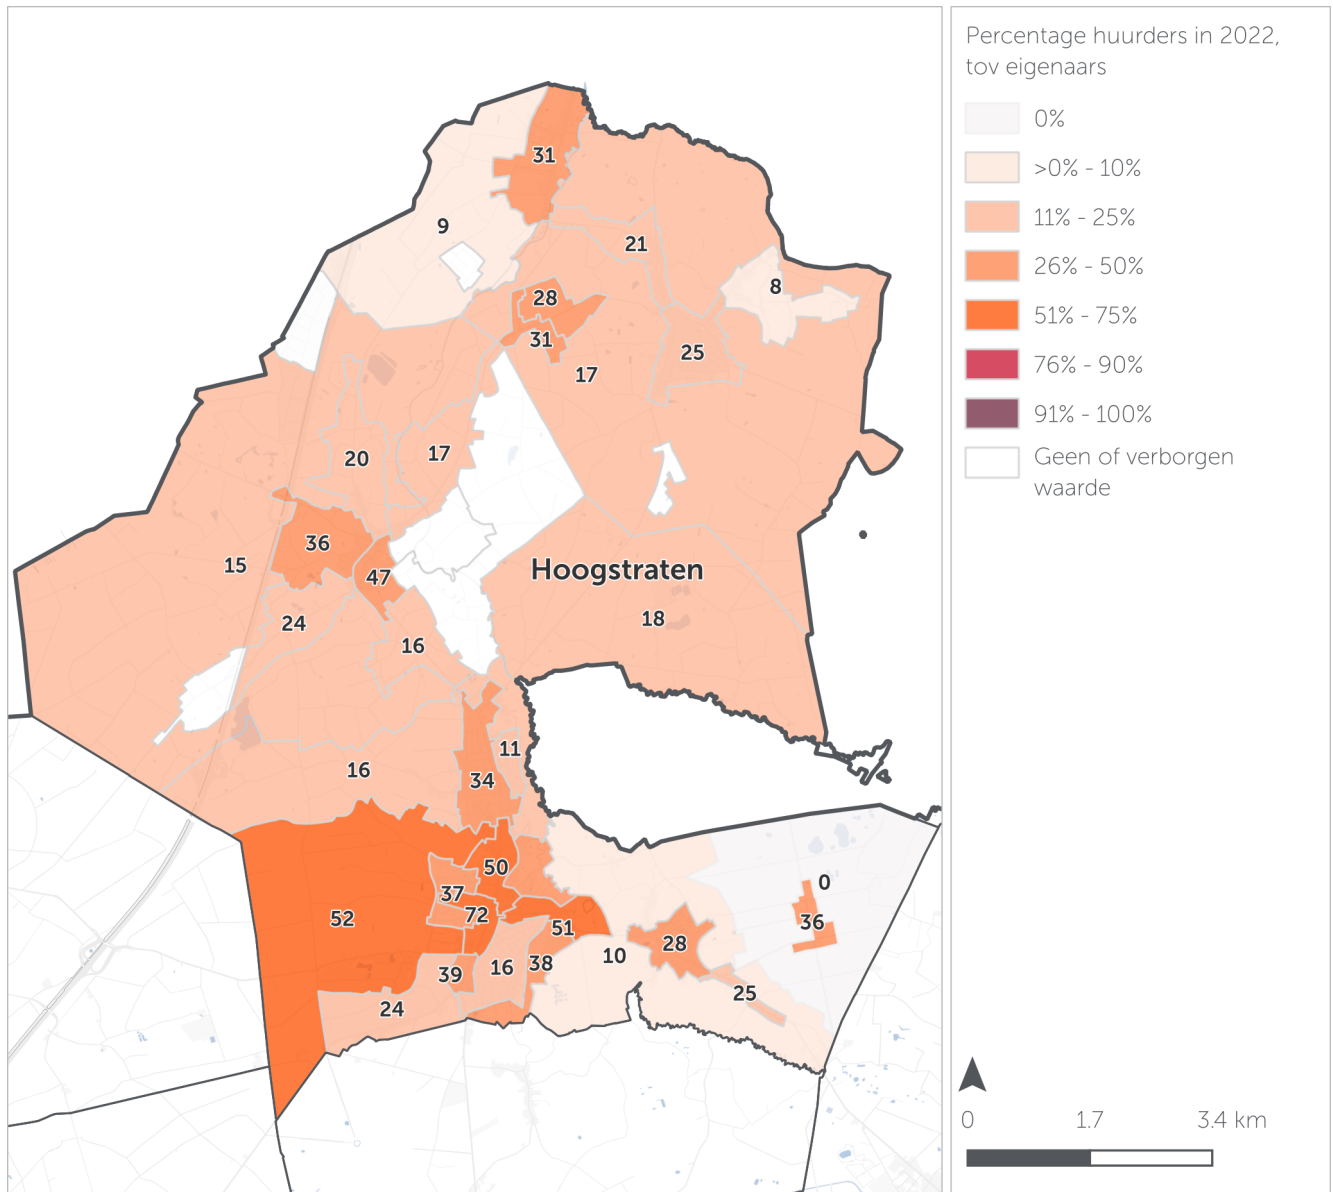 Percentage huurders in 2022,
tov eigenaars
0%
>0% - 10%
11% - 25%
26% - 50%
51% - 75%
76% - 90%
91% - 100%
Geen of verborgen
waarde
31
9
21
8
28
31
25
17
17
20
36
15
47
Hoogstraten
18
24
16
11
16
34
50
0
37
52
72
36
51
28
10
38
16
39
25
24
0 1.7 3.4 km